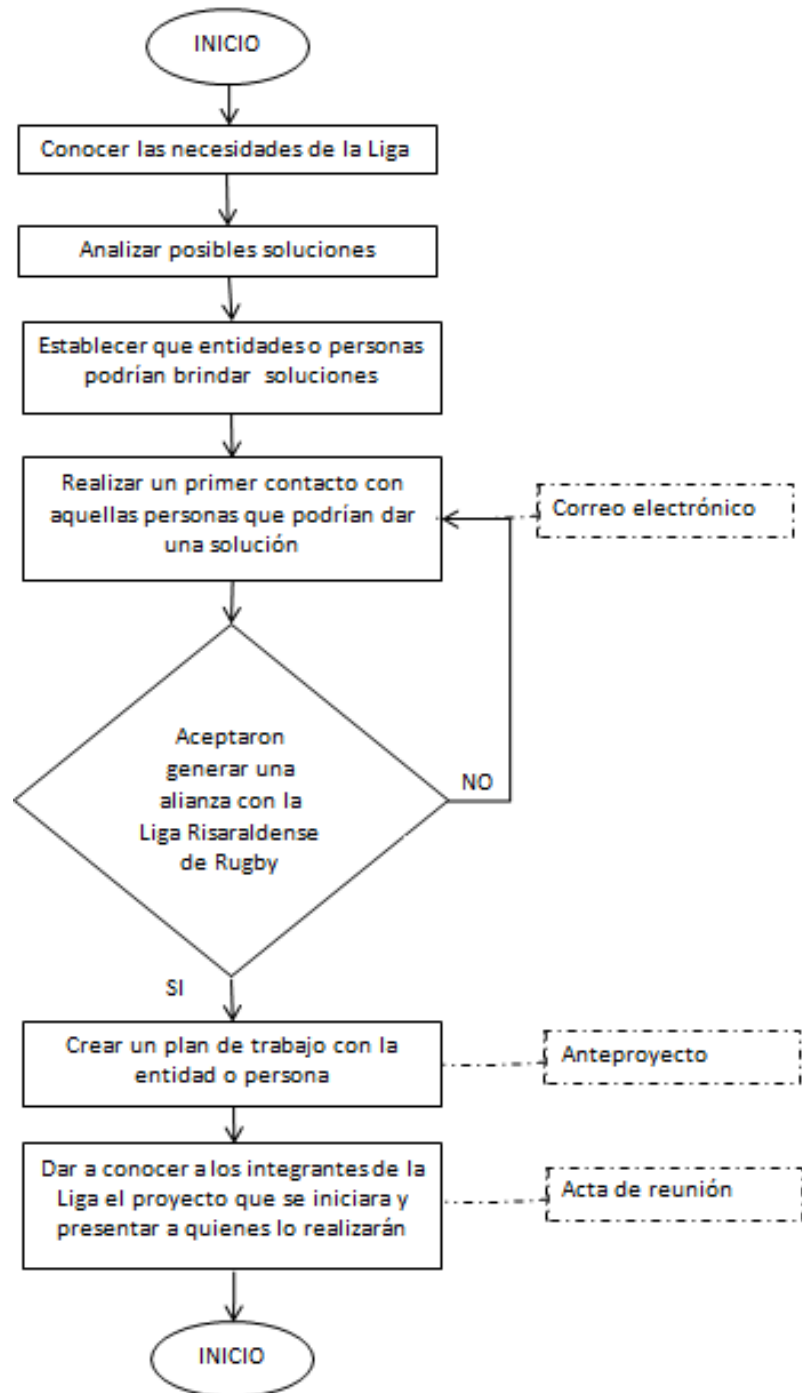 INICIO
Conocer las necesidades de la Liga
Analizar posibles soluciones
Establecer que entidades o personas
podrían brindar soluciones
Realizar un primer contacto con
aquellas personas que podrían dar
una solución
Correo electrónico
Aceptaron
generar una
alianza con la
Liga Risaraldense
de Rugby
NO
SI
Crear un plan de trabajo con la
entidad o persona
Anteproyecto
Dar a conocer a los integrantes de la
Liga el proyecto que se iniciara y
presentar a quienes lo realizarán
Acta de reunión
INICIO